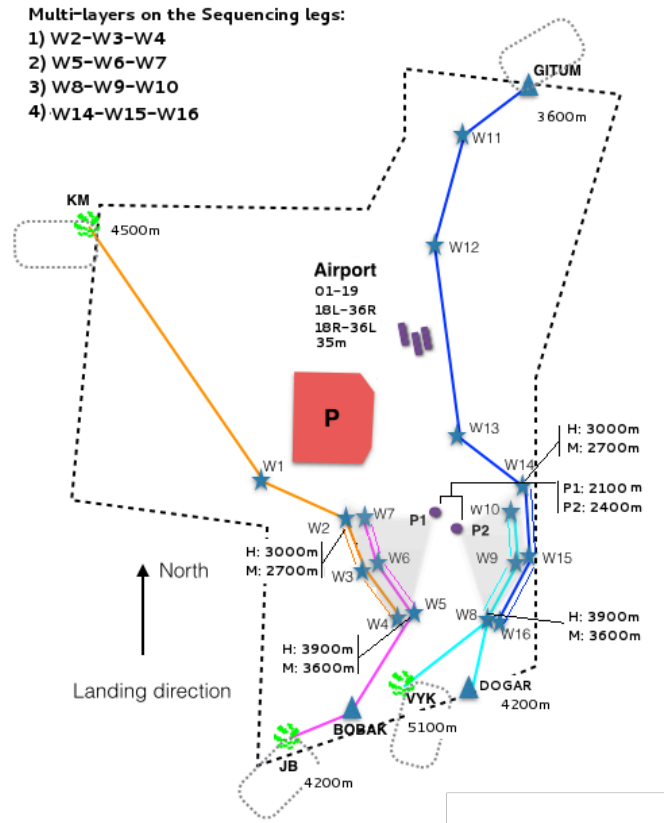 Multi-layers on the Sequencing legs:
1) W2-W3-W4
2) W5-W6-W7
3) W8-W9-W10
4) W14-W15-W16
GITUM
3600m
W11
KM
4500m
W12
Airport
01-19
18L-36R
18R-36L
35m
P
W13
H: 3000m
M: 2700m
W14
W1
P1: 2100m
P2: 2400m
W7
W10
P1
P2
W2
H: 3000m
M: 2700m
W6
W9
W15
W3
North
W5
W8
H: 3900m
M: 3600m
W4
W16
H: 3900m
M: 3600m
Landing direction
DOGAR
4200m
VYK
BOBAK
5100m
JB
4200m